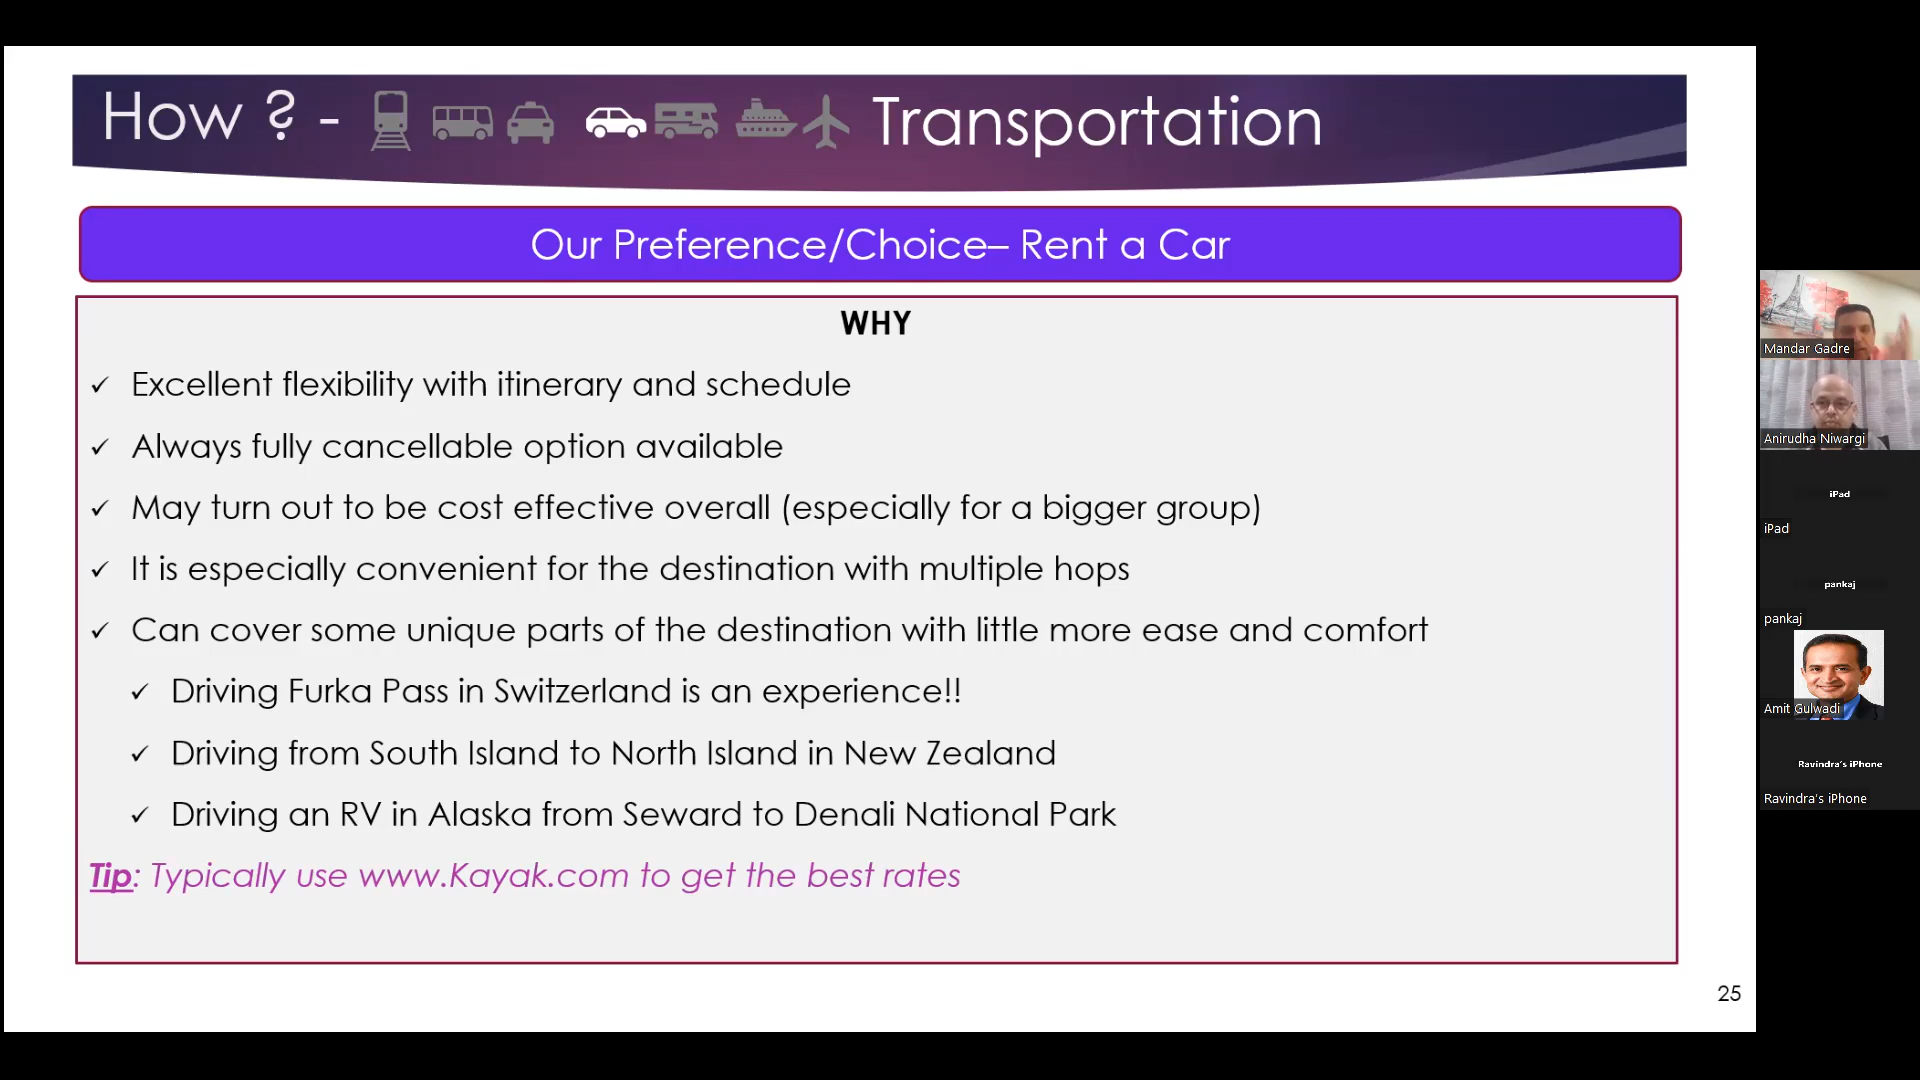 How ? - Transportation
Our Preference/Choice– Rent a Car
WHY
✓ Excellent flexibility with itinerary and schedule
✓ Always fully cancellable option available
✓ May turn out to be cost effective overall (especially for a bigger group)
✓ It is especially convenient for the destination with multiple hops
✓ Can cover some unique parts of the destination with little more ease and comfort
✓ Driving Furka Pass in Switzerland is an experience!!
✓ Driving from South Island to North Island in New Zealand
✓ Driving an RV in Alaska from Seward to Denali National Park
Tip: Typically use www.Kayak.com to get the best rates
25
Mandar Gadre
Anirudha Niwargi
iPad
iPad
pankaj
pankaj
Amit Gulwadi
Ravindra's iPhone
Ravindra's iPhone